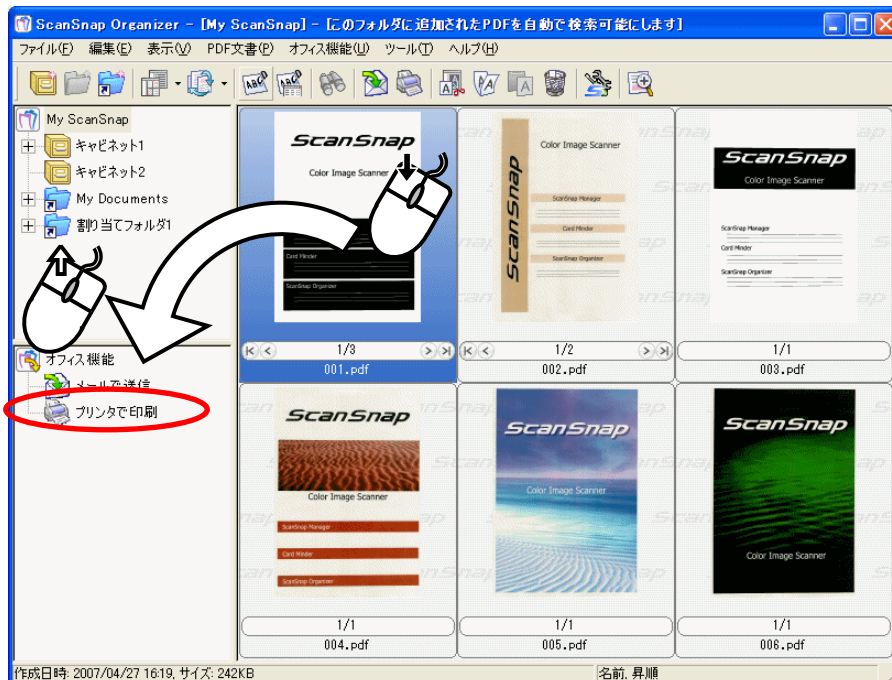 ScanSnap Organizer - [My ScanSnap] - [このフォルダに追加されたPDFを自動で検索可能にします]
ファイル(F) 編集(E) 表示(V) PDF文書(P) オフィス機能(U) ツール(T) ヘルプ(H)
My ScanSnap
キャビネット1
キャビネット2
My Documents
割り当てフォルダ1
オフィス機能
メールで送信
プリンタで印刷
ScanSnap
Color Image Scanner
Card Minder
ScanSnap Organizer
1/3
001.pdf
ScanSnap
Color Image Scanner
ScanSnap Manager
Card Minder
ScanSnap Organizer
1/2
002.pdf
ScanSnap
Color Image Scanner
ScanSnap Manager
Card Minder
ScanSnap Organizer
1/1
003.pdf
ScanSnap
Color Image Scanner
ScanSnap Manager
Card Minder
ScanSnap Organizer
1/1
004.pdf
ScanSnap
Color Image Scanner
1/1
005.pdf
ScanSnap
Color Image Scanner
1/1
006.pdf
作成日時: 2007/04/27 16:19, サイズ: 242KB
名前, 昇順